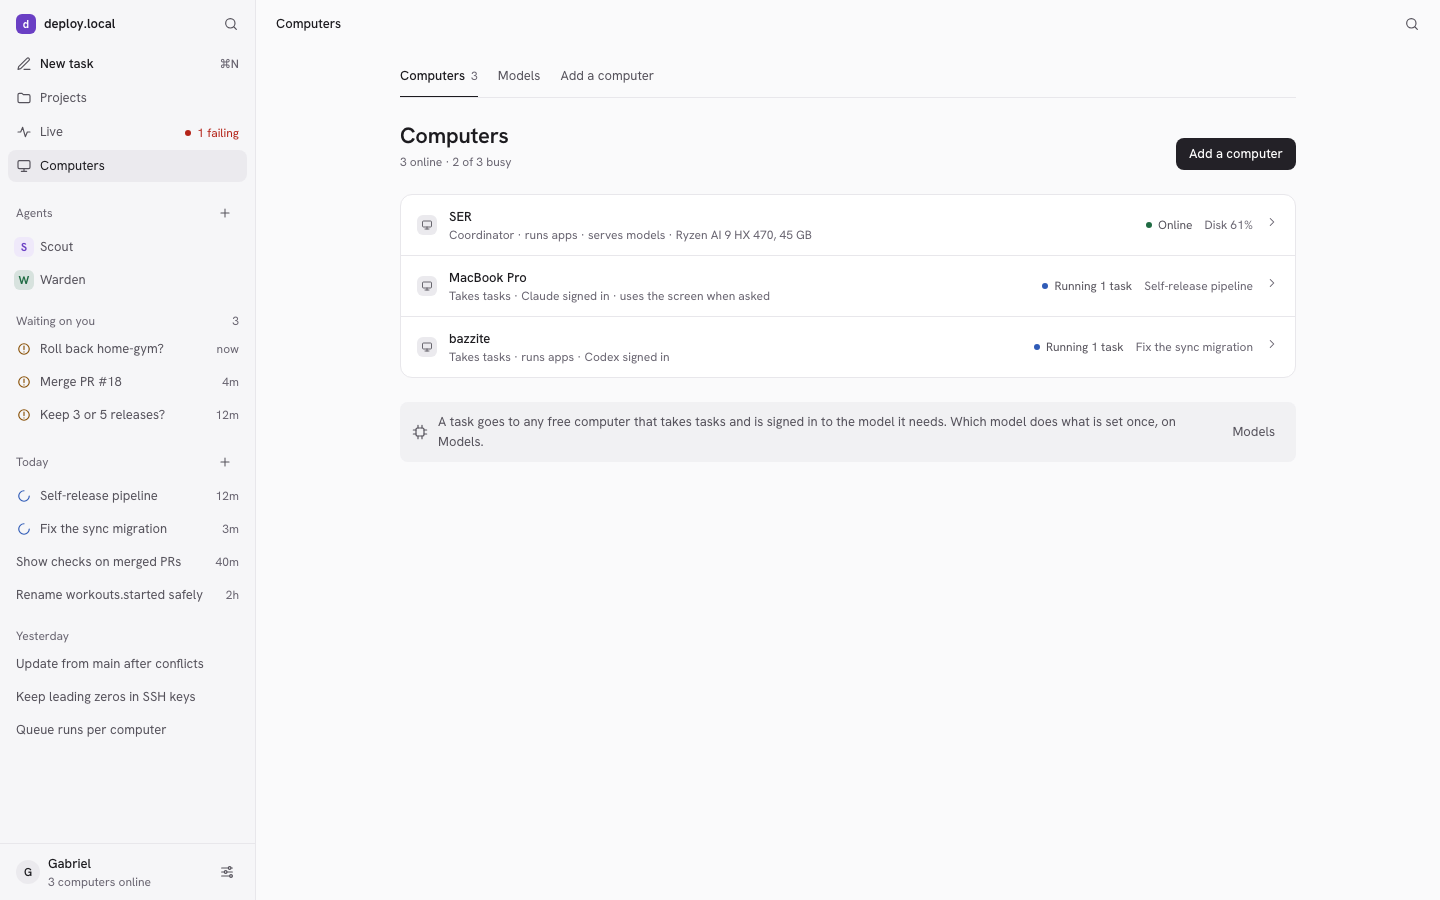 d deploy.local
New task ⌘N
Projects
Live 1 failing
Computers
Agents
S Scout
W Warden
Waiting on you 3
Roll back home-gym? now
Merge PR #18 4m
Keep 3 or 5 releases? 12m
Today
Self-release pipeline 12m
Fix the sync migration 3m
Show checks on merged PRs 40m
Rename workouts.started safely 2h
Yesterday
Update from main after conflicts
Keep leading zeros in SSH keys
Queue runs per computer
G Gabriel
3 computers online
Computers
Computers 3 Models Add a computer
Computers
3 online · 2 of 3 busy
Add a computer
SER
Coordinator · runs apps · serves models · Ryzen AI 9 HX 470, 45 GB
Online Disk 61%
MacBook Pro
Takes tasks · Claude signed in · uses the screen when asked
Running 1 task Self-release pipeline
bazzite
Takes tasks · runs apps · Codex signed in
Running 1 task Fix the sync migration
A task goes to any free computer that takes tasks and is signed in to the model it needs. Which model does what is set once, on
Models.
Models